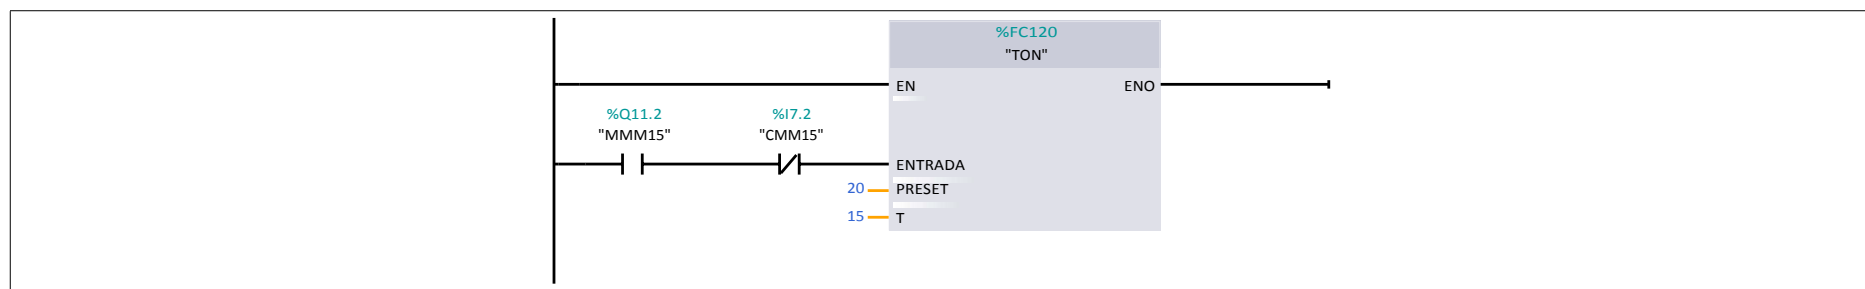 %FC120
"TON"
EN
ENO
%Q11.2
%I7.2
"MMM15"
"CMM15"
ENTRADA
20
PRESET
15
T